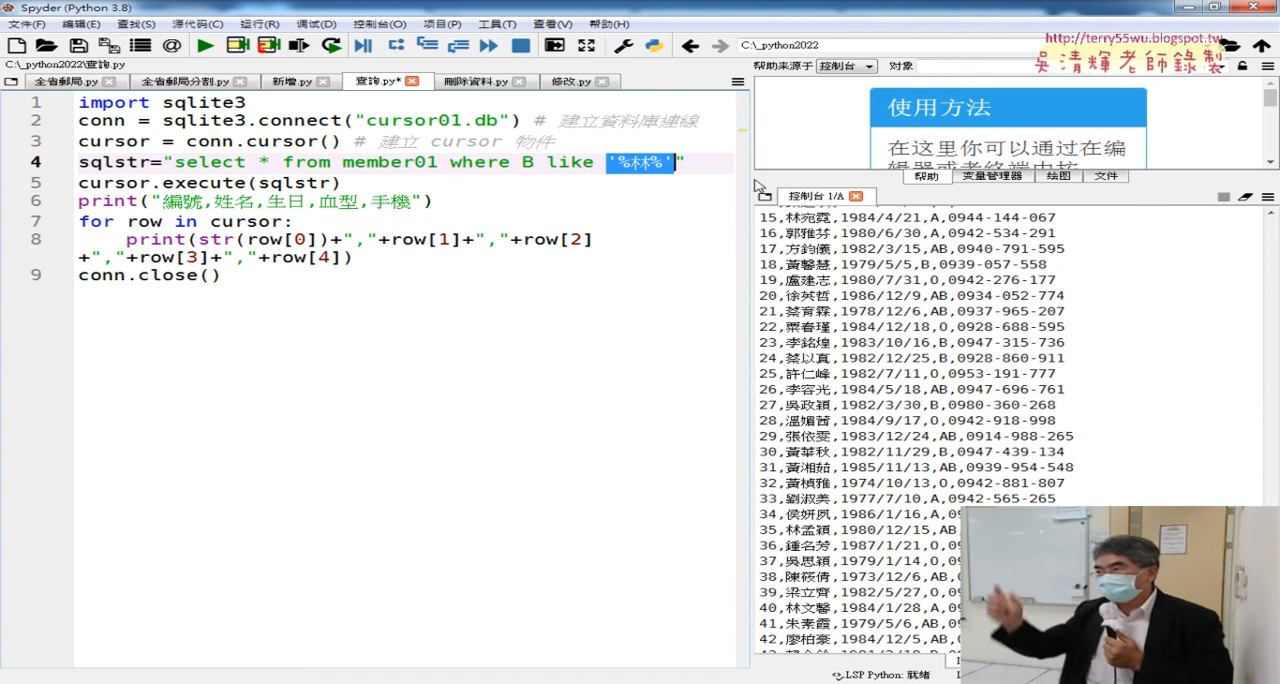 Spyder (Python 3.8)
文件(F) 编辑(E) 查找(S) 源代码(C) 运行(R) 调试(D) 控制台(O) 项目(P) 工具(T) 查看(V) 帮助(H)
C:\_python2022
http://terry55wu.blogspot.tw
吳清輝老師錄製
C:\_python2022\查詢.py
帮助来源于 控制台 对象
全省郵局.py 全省郵局分割.py 新增.py 查詢.py* 刪除資料.py 修改.py
1 import sqlite3
2 conn = sqlite3.connect("cursor01.db") # 建立資料庫連線
3 cursor = conn.cursor() # 建立 cursor 物件
4 sqlstr="select * from member01 where B like '%林%'"
5 cursor.execute(sqlstr)
6 print("編號,姓名,生日,血型,手機")
7 for row in cursor:
8 print(str(row[0])+","+row[1]+","+row[2]
+","+row[3]+","+row[4])
9 conn.close()
使用方法
在这里你可以通过在编
帮助 变量管理器 绘图 文件
控制台 1/A
15,林宛霓,1984/4/21,A,0944-144-067
16,郭雅芬,1980/6/30,A,0942-534-291
17,方鈞儀,1982/3/15,AB,0940-791-595
18,黃馨慧,1979/5/5,B,0939-057-558
19,盧建志,1980/7/31,O,0942-276-177
20,徐英哲,1986/12/9,AB,0934-052-774
21,蔡育霖,1978/12/6,AB,0937-965-207
22,粟春瑾,1984/12/18,O,0928-688-595
23,李銘煌,1983/10/16,B,0947-315-736
24,蔡以真,1982/12/25,B,0928-860-911
25,許仁峰,1982/7/11,O,0953-191-777
26,李容光,1984/5/18,AB,0947-696-761
27,吳政穎,1982/3/30,B,0980-360-268
28,溫媚茜,1984/9/17,O,0942-918-998
29,張依雯,1983/12/24,AB,0914-988-265
30,黃華秋,1982/11/29,B,0947-439-134
31,黃湘茹,1985/11/13,AB,0939-954-548
32,黃楨雅,1974/10/13,O,0942-881-807
33,劉淑美,1977/7/10,A,0942-565-265
34,侯妍夙,1986/1/16,A,0
35,林孟穎,1980/12/15,AB
36,鍾名芳,1987/1/21,O,09
37,吳思穎,1979/1/14,O,09
38,陳筱倩,1973/12/6,AB,0
39,梁立齊,1982/5/27,O,0
40,林文馨,1984/1/28,A,0
41,朱素霞,1979/5/6,AB,09
42,廖柏豪,1984/12/5,AB,0
LSP Python: 就绪